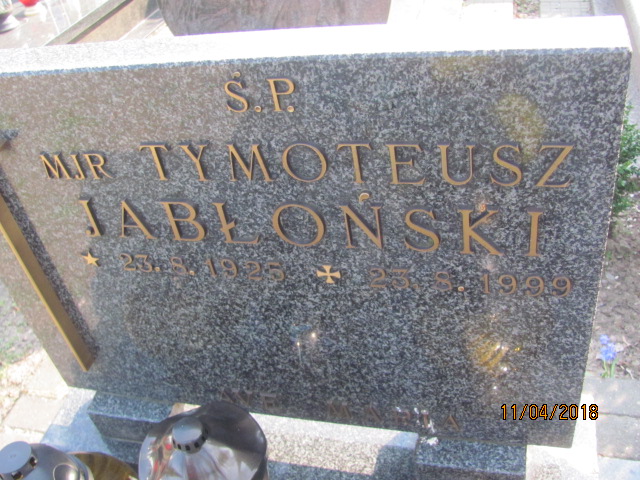 Ś.P.
MJR TYMOTEUSZ
JABŁOŃSKI
23.8.1925 23.8.1999
11/04/2018